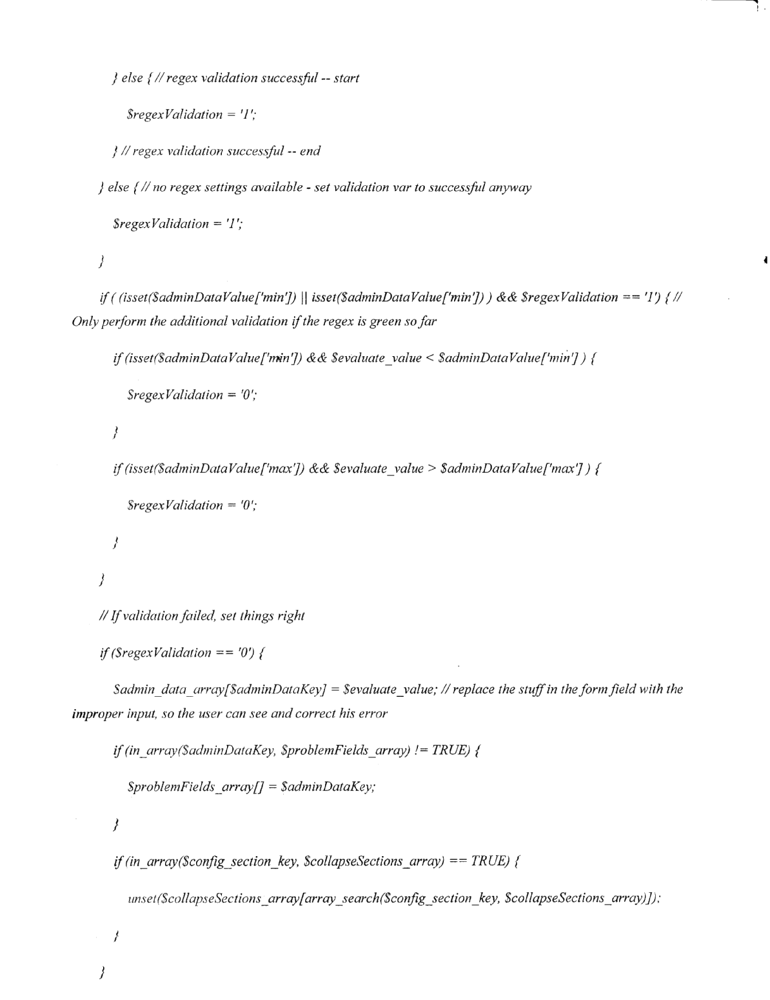 } else { // regex validation successful -- start
$regexValidation = '1';
} // regex validation successful -- end
} else { // no regex settings available - set validation var to successful anyway
$regexValidation = '1';
}
if ( (isset($adminDataValue['min']) || isset($adminDataValue['min']) ) && $regexValidation == '1') { //
Only perform the additional validation if the regex is green so far
if (isset($adminDataValue['min']) && $evaluate_value < $adminDataValue['min'] ) {
$regexValidation = '0';
}
if (isset($adminDataValue['max']) && $evaluate_value > $adminDataValue['max'] ) {
$regexValidation = '0';
}
}
// If validation failed, set things right
if ($regexValidation == '0') {
$admin_data_array[$adminDataKey] = $evaluate_value; // replace the stuff in the form field with the
improper input, so the user can see and correct his error
if (in_array($adminDataKey, $problemFields_array) != TRUE) {
$problemFields_array[] = $adminDataKey;
}
if (in_array($config_section_key, $collapseSections_array) == TRUE) {
unset($collapseSections_array[array_search($config_section_key, $collapseSections_array)]);
}
}